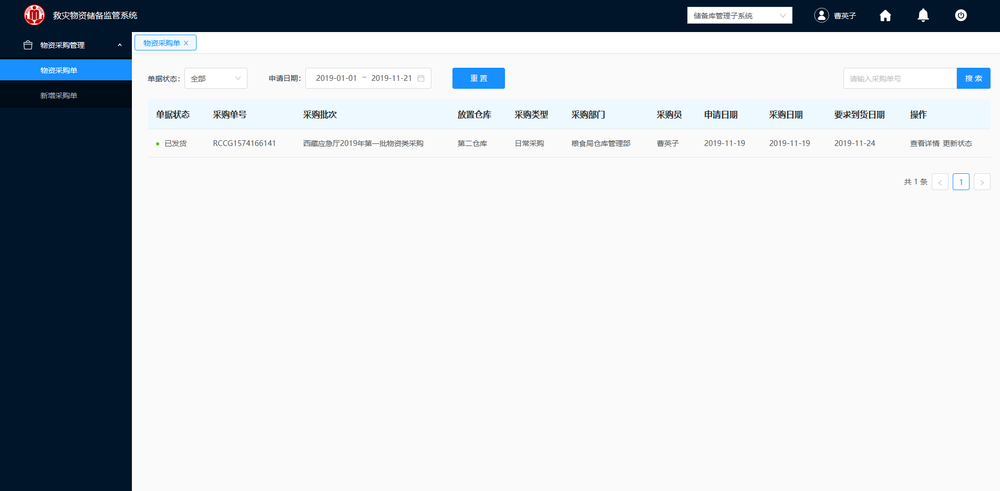 救灾物资储备监管系统
储备库管理子系统
曹英子
物资采购管理
物资采购单
新增采购单
物资采购单
单据状态: 全部 申请日期: 2019-01-01 ~ 2019-11-21 重 置 请输入采购单号 搜 索
单据状态 采购单号 采购批次 放置仓库 采购类型 采购部门 采购员 申请日期 采购日期 要求到货日期 操作
已发货 RCCG1574166141 西藏应急厅2019年第一批物资类采购 第二仓库 日常采购 粮食局仓库管理部 曹英子 2019-11-19 2019-11-19 2019-11-24 查看详情 更新状态
共 1 条 < 1 >